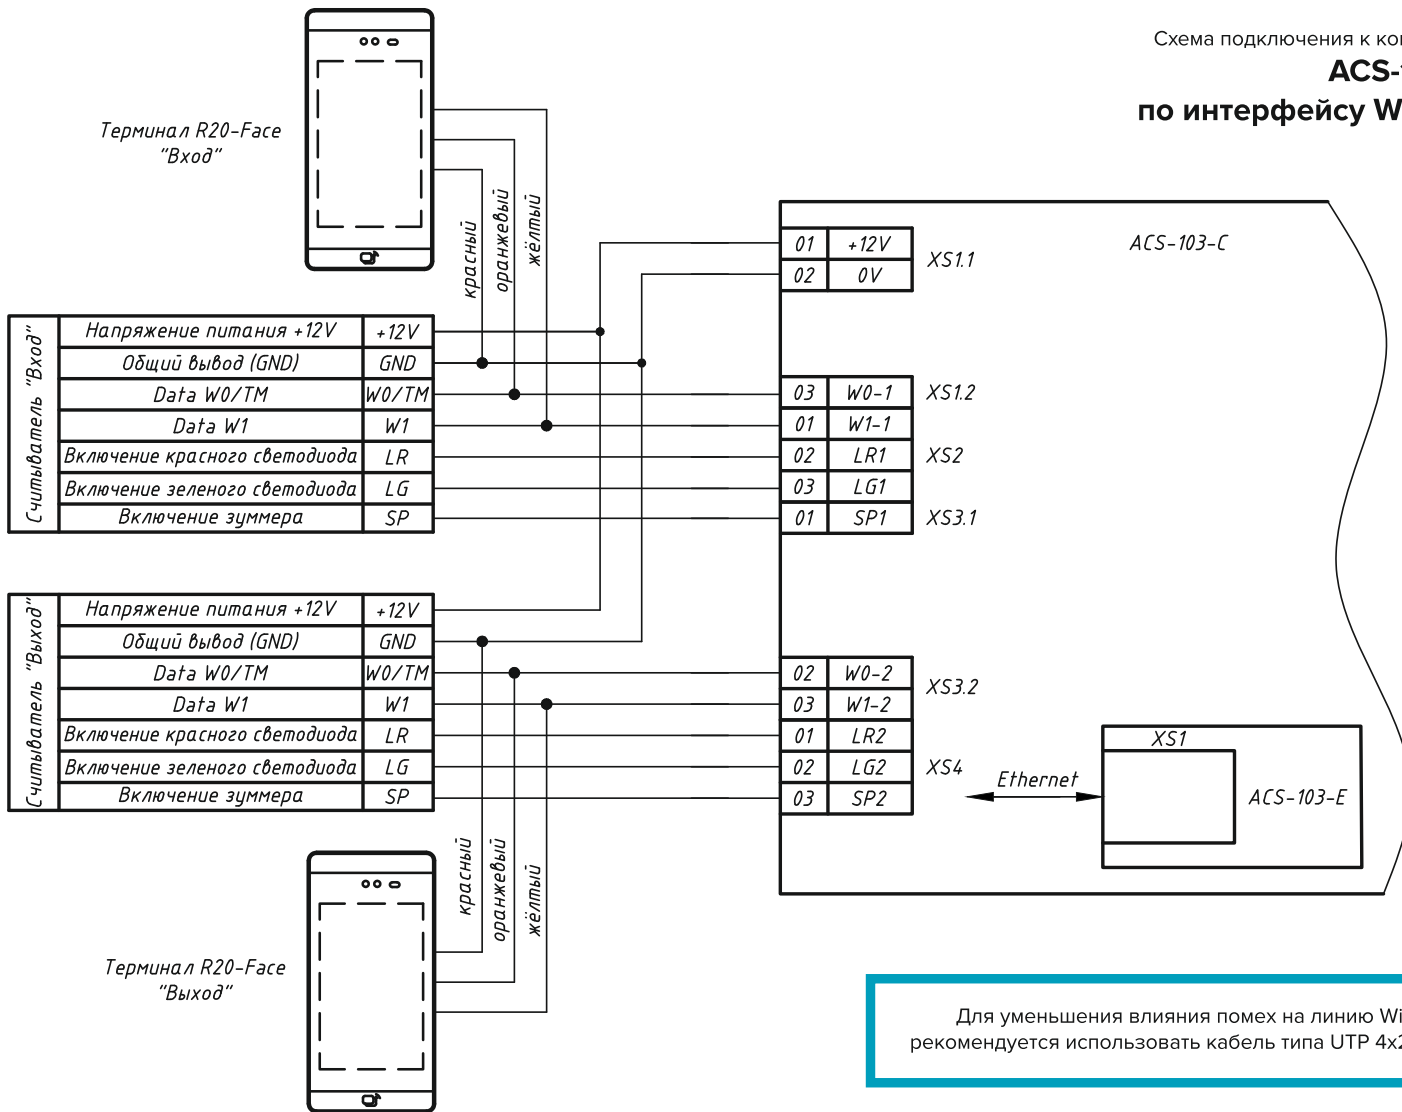 Схема подключения к
ACS-
по интерфейсу
Терминал R20-Face
"Вход"
красный
оранжевый
жёлтый
ACS-103-C
01 +12V
02 0V
XS1.1
03 W0-1
XS1.2
01 W1-1
02 LR1
XS2
03 LG1
01 SP1
XS3.1
Считыватель "Вход"
Напряжение питания +12V +12V
Общий вывод (GND) GND
Data W0/TM W0/TM
Data W1 W1
Включение красного светодиода LR
Включение зеленого светодиода LG
Включение зуммера SP
Считыватель "Выход"
Напряжение питания +12V +12V
Общий вывод (GND) GND
Data W0/TM W0/TM
Data W1 W1
Включение красного светодиода LR
Включение зеленого светодиода LG
Включение зуммера SP
02 W0-2
03 W1-2
XS3.2
01 LR2
02 LG2
XS4
03 SP2
Ethernet
XS1
ACS-103-E
красный
оранжевый
жёлтый
Терминал R20-Face
"Выход"
Для уменьшения влияния помех на линию
рекомендуется использовать кабель типа UTP